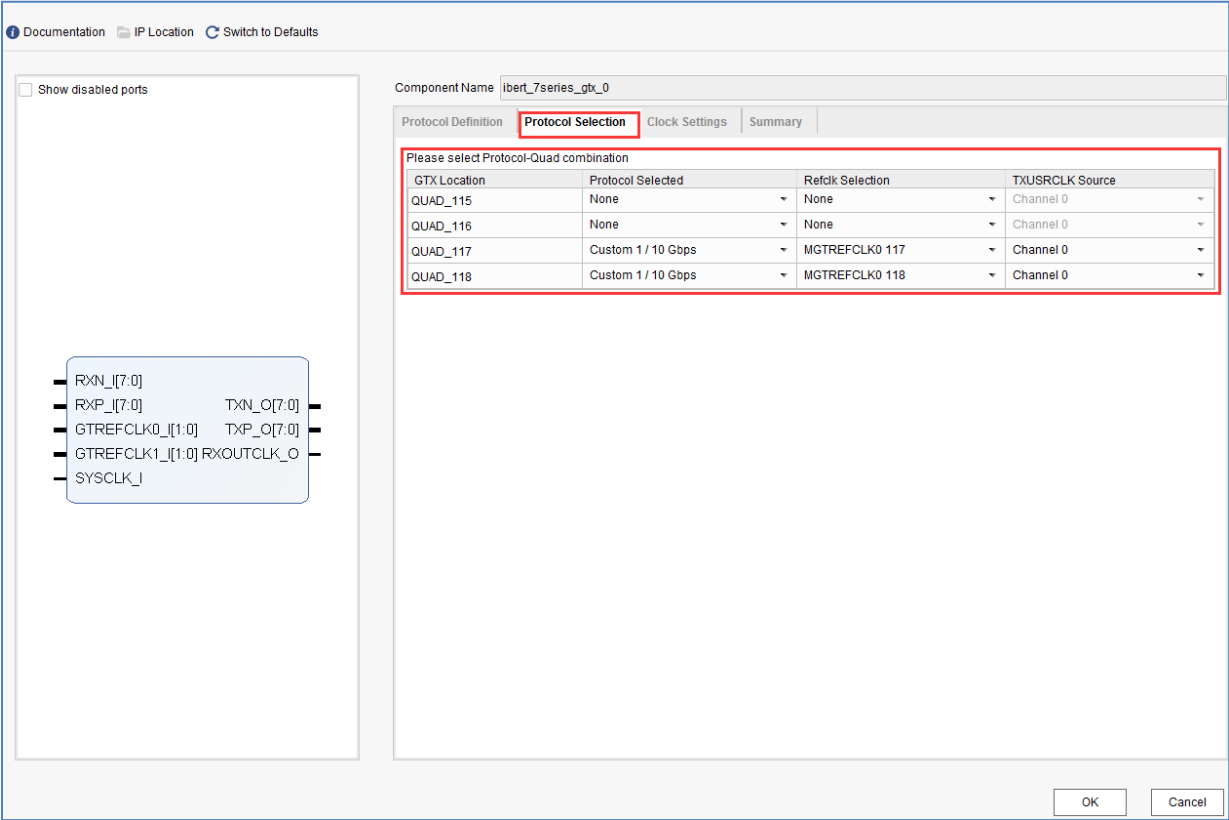 Documentation IP Location Switch to Defaults
Show disabled ports
Component Name ibert_7series_gtx_0
Protocol Definition Protocol Selection Clock Settings Summary
Please select Protocol-Quad combination
GTX Location Protocol Selected Refclk Selection TXUSRCLK Source
QUAD_115 None None Channel 0
QUAD_116 None None Channel 0
QUAD_117 Custom 1 / 10 Gbps MGTREFCLK0 117 Channel 0
QUAD_118 Custom 1 / 10 Gbps MGTREFCLK0 118 Channel 0
RXN_I[7:0]
RXP_I[7:0] TXN_O[7:0]
GTREFCLK0_I[1:0] TXP_O[7:0]
GTREFCLK1_I[1:0] RXOUTCLK_O
SYSCLK_I
OK Cancel